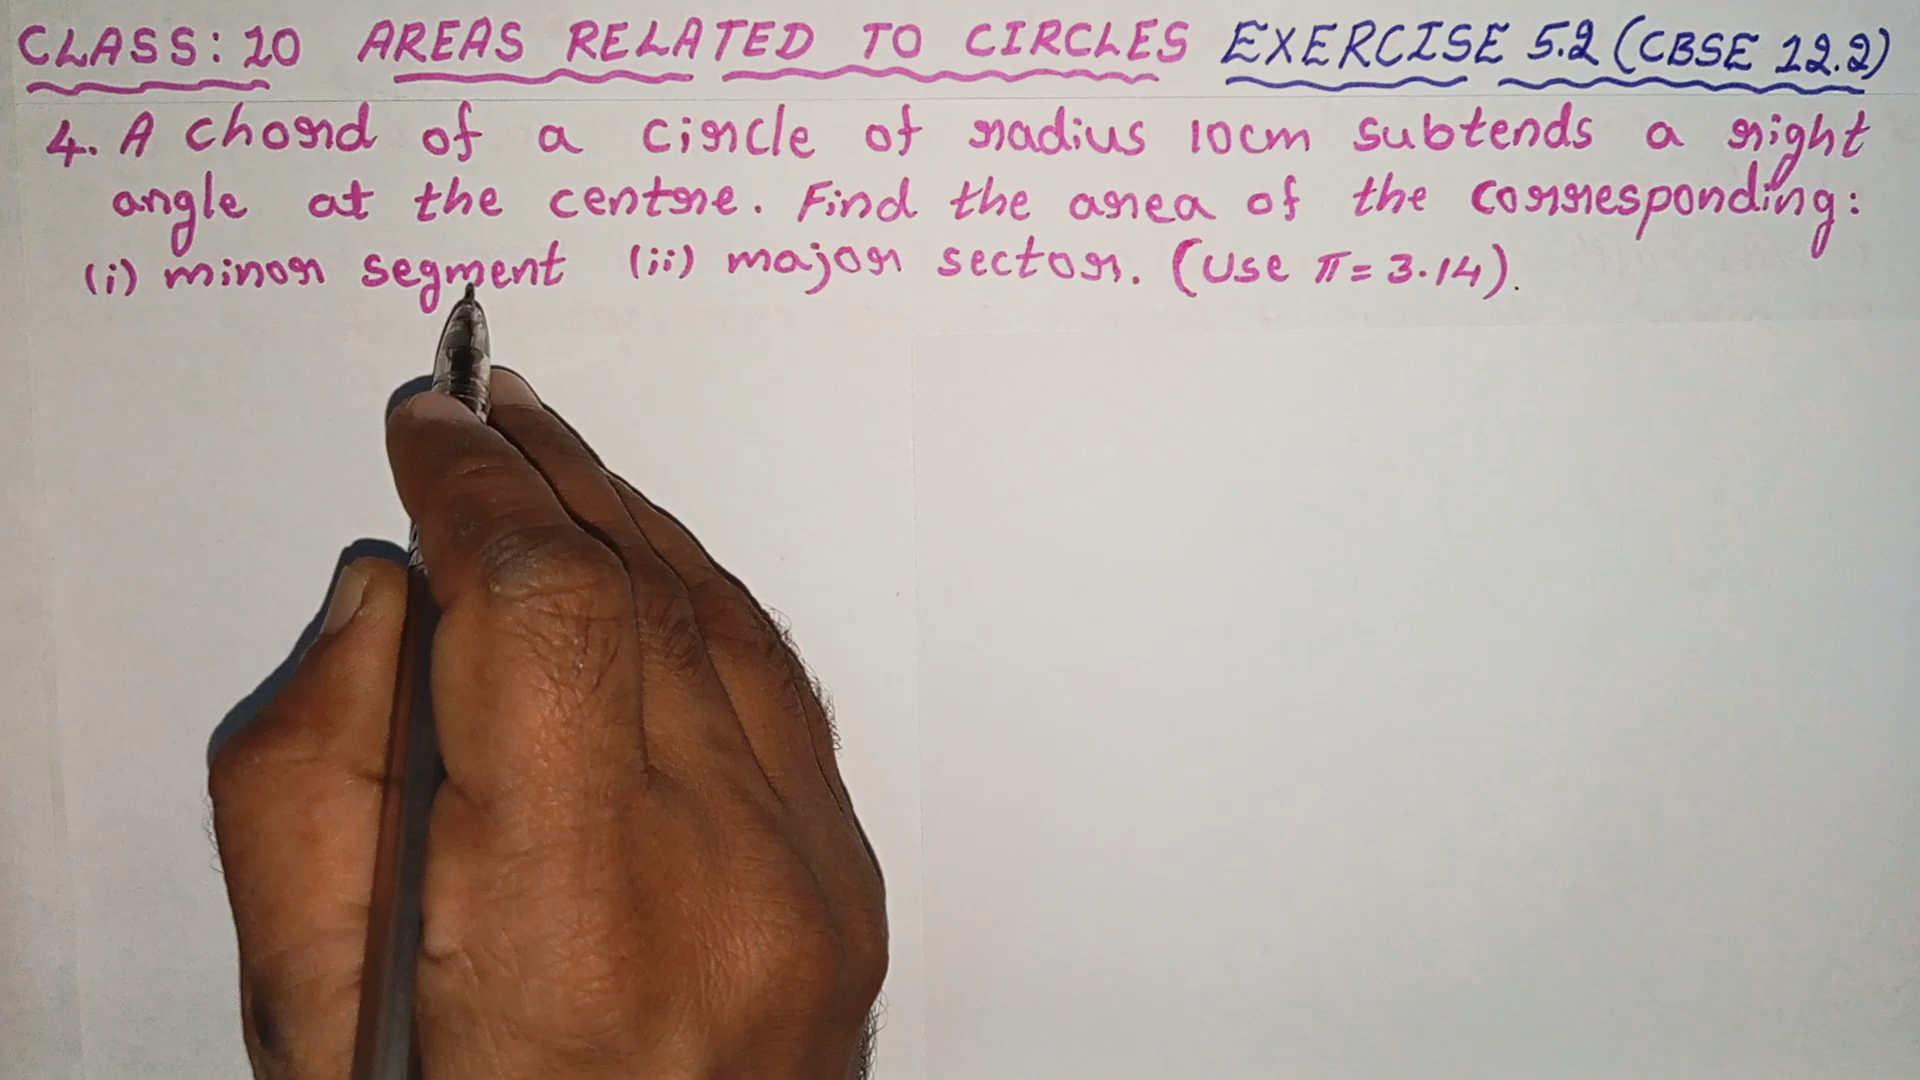 CLASS: 10 AREAS RELATED TO CIRCLES EXERCISE 5.2 (CBSE 12.2)
4. A chord of a circle of radius 10cm subtends a right
angle at the centre. Find the area of the corresponding:
(i) minor segment (ii) major sector. (Use π = 3.14).